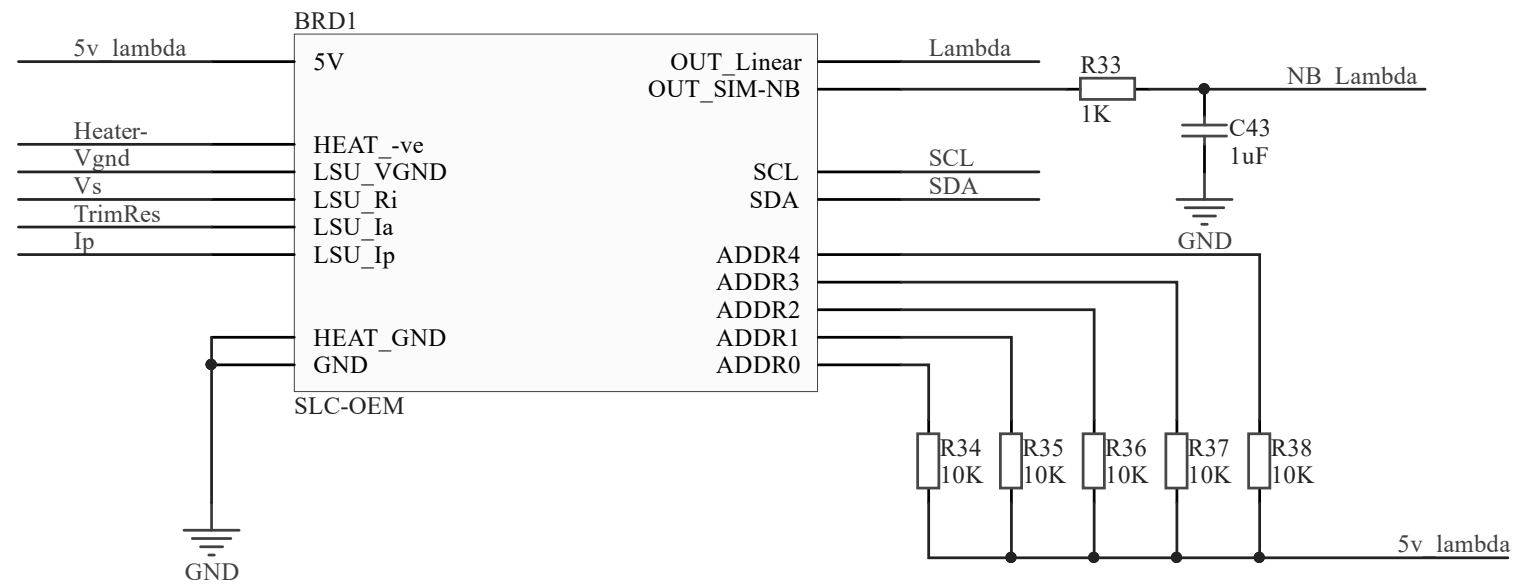 BRD1
5v_lambda
5V
OUT_Linear
Lambda
OUT_SIM-NB
R33
1K
NB_Lambda
C43
1uF
GND
Heater-
HEAT_-ve
Vgnd
LSU_VGND
SCL
SCL
Vs
LSU_Ri
SDA
SDA
TrimRes
LSU_Ia
Ip
LSU_Ip
ADDR4
ADDR3
ADDR2
HEAT_GND
ADDR1
GND
ADDR0
SLC-OEM
R34
10K
R35
10K
R36
10K
R37
10K
R38
10K
5v_lambda
GND